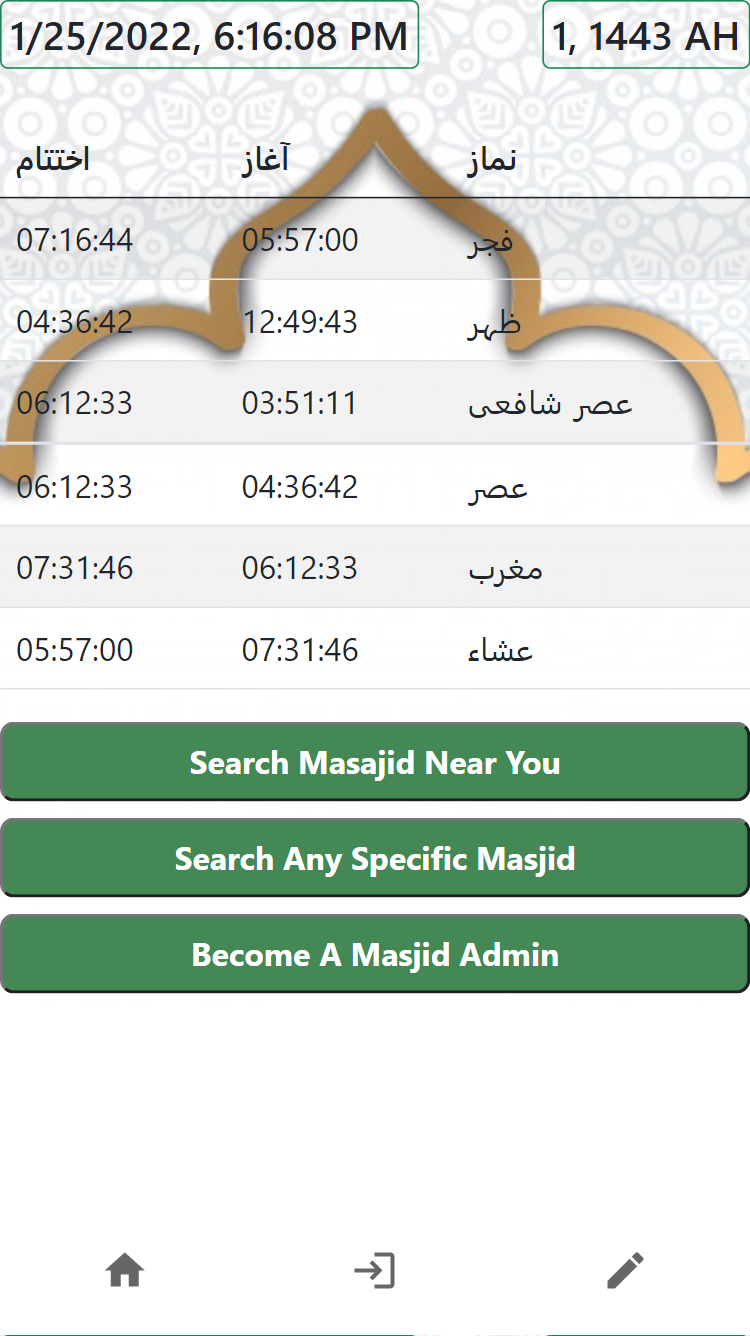 1/25/2022, 6:16:08 PM 1, 1443 AH
نماز آغاز اختتام
فجر 05:57:00 07:16:44
ظہر 12:49:43 04:36:42
عصر شافعی 03:51:11 06:12:33
عصر 04:36:42 06:12:33
مغرب 06:12:33 07:31:46
عشاء 07:31:46 05:57:00
Search Masajid Near You
Search Any Specific Masjid
Become A Masjid Admin